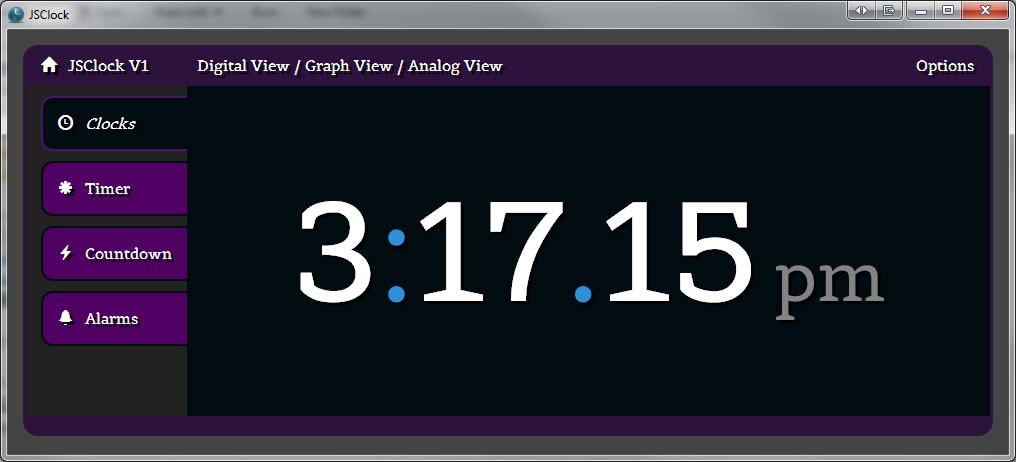 JSClock
JSClock V1 Digital View / Graph View / Analog View Options
Clocks
Timer
Countdown
Alarms
3:17.15 pm